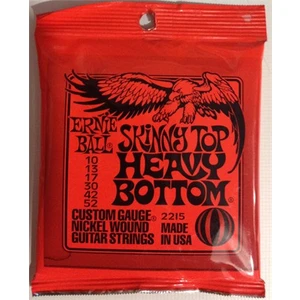 ERNIE BALL
SKINNY TOP
HEAVY
BOTTOM
10
13
17
30
42
52
CUSTOM GAUGE® 2215
NICKEL WOUND MADE
GUITAR STRINGS IN USA